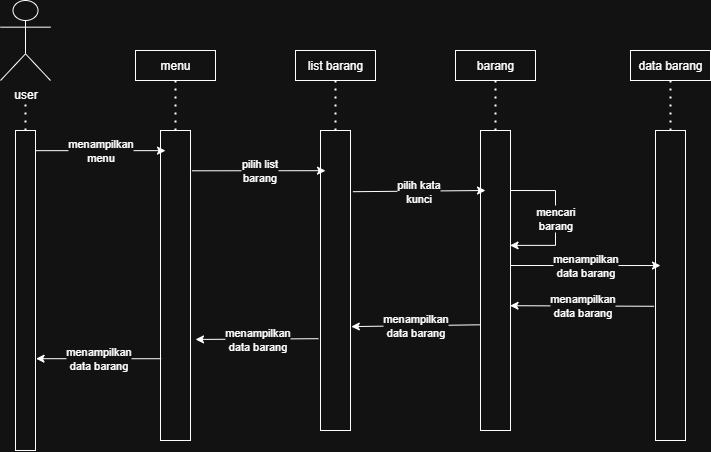 menu
list barang
barang
data barang
user
menampilkan
menu
pilih list
barang
pilih kata
kunci
mencari
barang
menampilkan
data barang
menampilkan
data barang
menampilkan
data barang
menampilkan
data barang
menampilkan
data barang